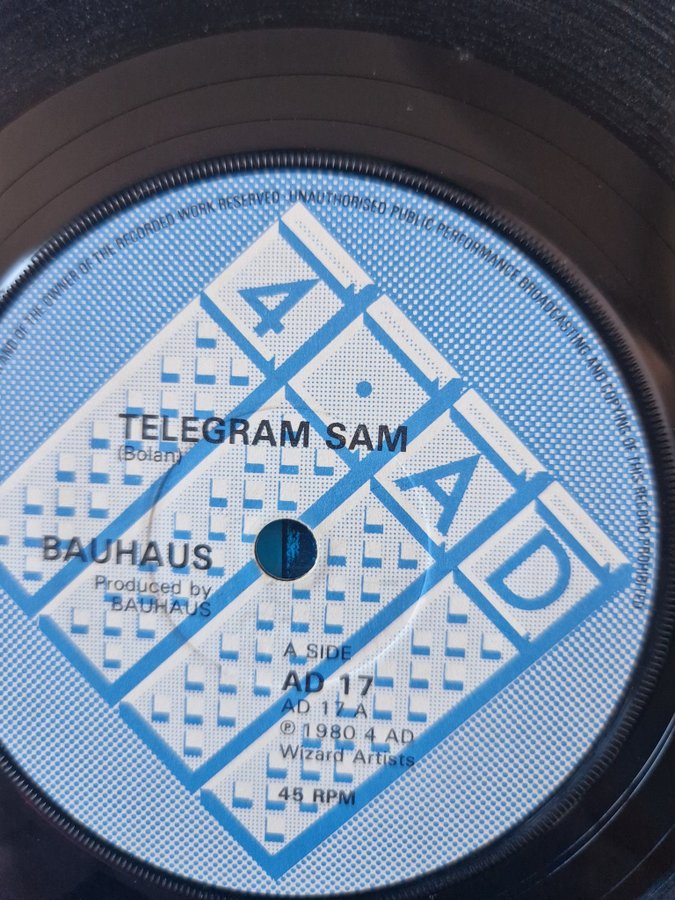 AND OF THE OWNER OF THE RECORDED WORK RESERVED · UNAUTHORISED PUBLIC PERFORMANCE BROADCASTING AND COPYING OF THIS RECORD PROHIBITED
4 · A D
TELEGRAM SAM
(Bolan)
BAUHAUS
Produced by
BAUHAUS
A SIDE
AD 17
AD 17 A
℗ 1980 4 AD
Wizard Artists
45 RPM